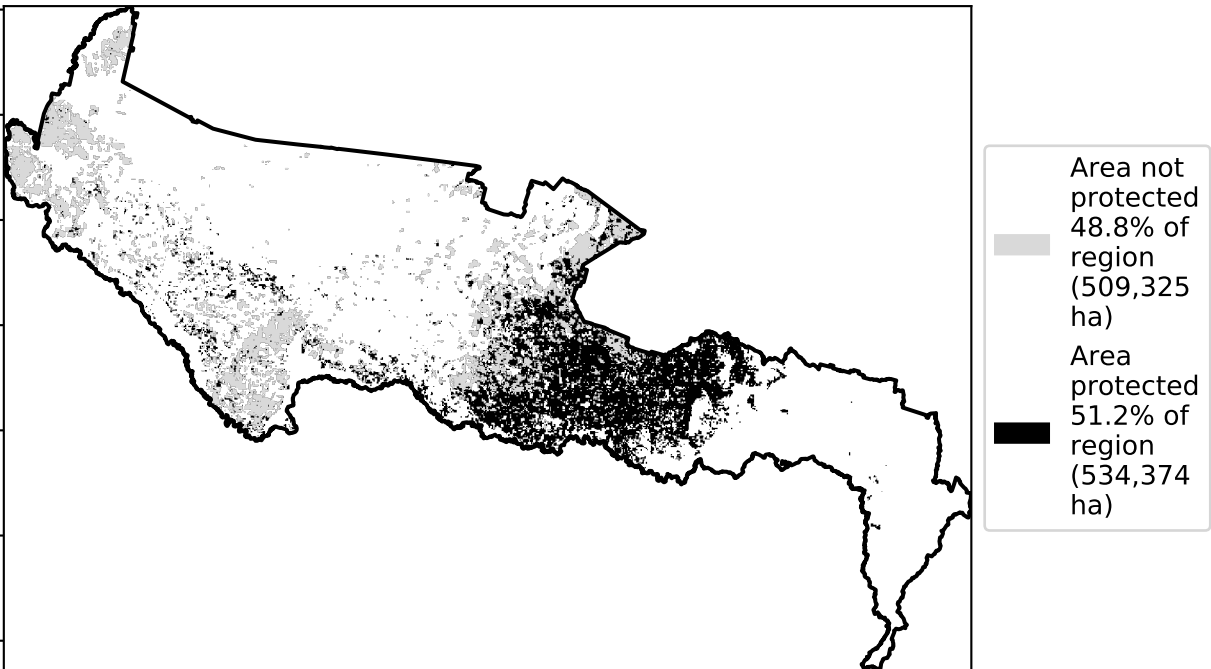 Area not
protected
48.8% of
region
(509,325
ha)
Area
protected
51.2% of
region
(534,374
ha)